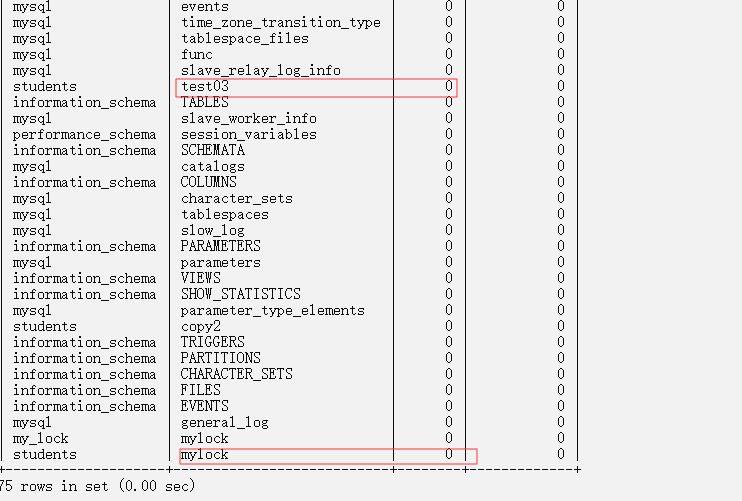 mysql | events | 0 | 0 |
mysql | time_zone_transition_type | 0 | 0 |
mysql | tablespace_files | 0 | 0 |
mysql | func | 0 | 0 |
mysql | slave_relay_log_info | 0 | 0 |
students | test03 | 0 | 0 |
information_schema | TABLES | 0 | 0 |
mysql | slave_worker_info | 0 | 0 |
performance_schema | session_variables | 0 | 0 |
information_schema | SCHEMATA | 0 | 0 |
mysql | catalogs | 0 | 0 |
information_schema | COLUMNS | 0 | 0 |
mysql | character_sets | 0 | 0 |
mysql | tablespaces | 0 | 0 |
mysql | slow_log | 0 | 0 |
information_schema | PARAMETERS | 0 | 0 |
mysql | parameters | 0 | 0 |
information_schema | VIEWS | 0 | 0 |
information_schema | SHOW_STATISTICS | 0 | 0 |
mysql | parameter_type_elements | 0 | 0 |
students | copy2 | 0 | 0 |
information_schema | TRIGGERS | 0 | 0 |
information_schema | PARTITIONS | 0 | 0 |
information_schema | CHARACTER_SETS | 0 | 0 |
information_schema | FILES | 0 | 0 |
information_schema | EVENTS | 0 | 0 |
mysql | general_log | 0 | 0 |
my_lock | mylock | 0 | 0 |
students | mylock | 0 | 0 |
75 rows in set (0.00 sec)